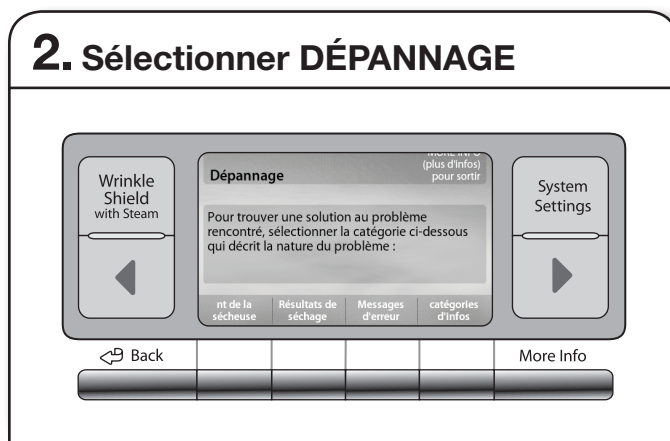 2. Sélectionner DÉPANNAGE
Wrinkle
Shield
with Steam
Dépannage
MORE INFO
(plus d'infos)
pour sortir
Pour trouver une solution au problème
rencontré, sélectionner la catégorie ci-dessous
qui décrit la nature du problème :
nt de la
sécheuse
Résultats de
séchage
Messages
d'erreur
catégories
d'Infos
System
Settings
Back
More Info